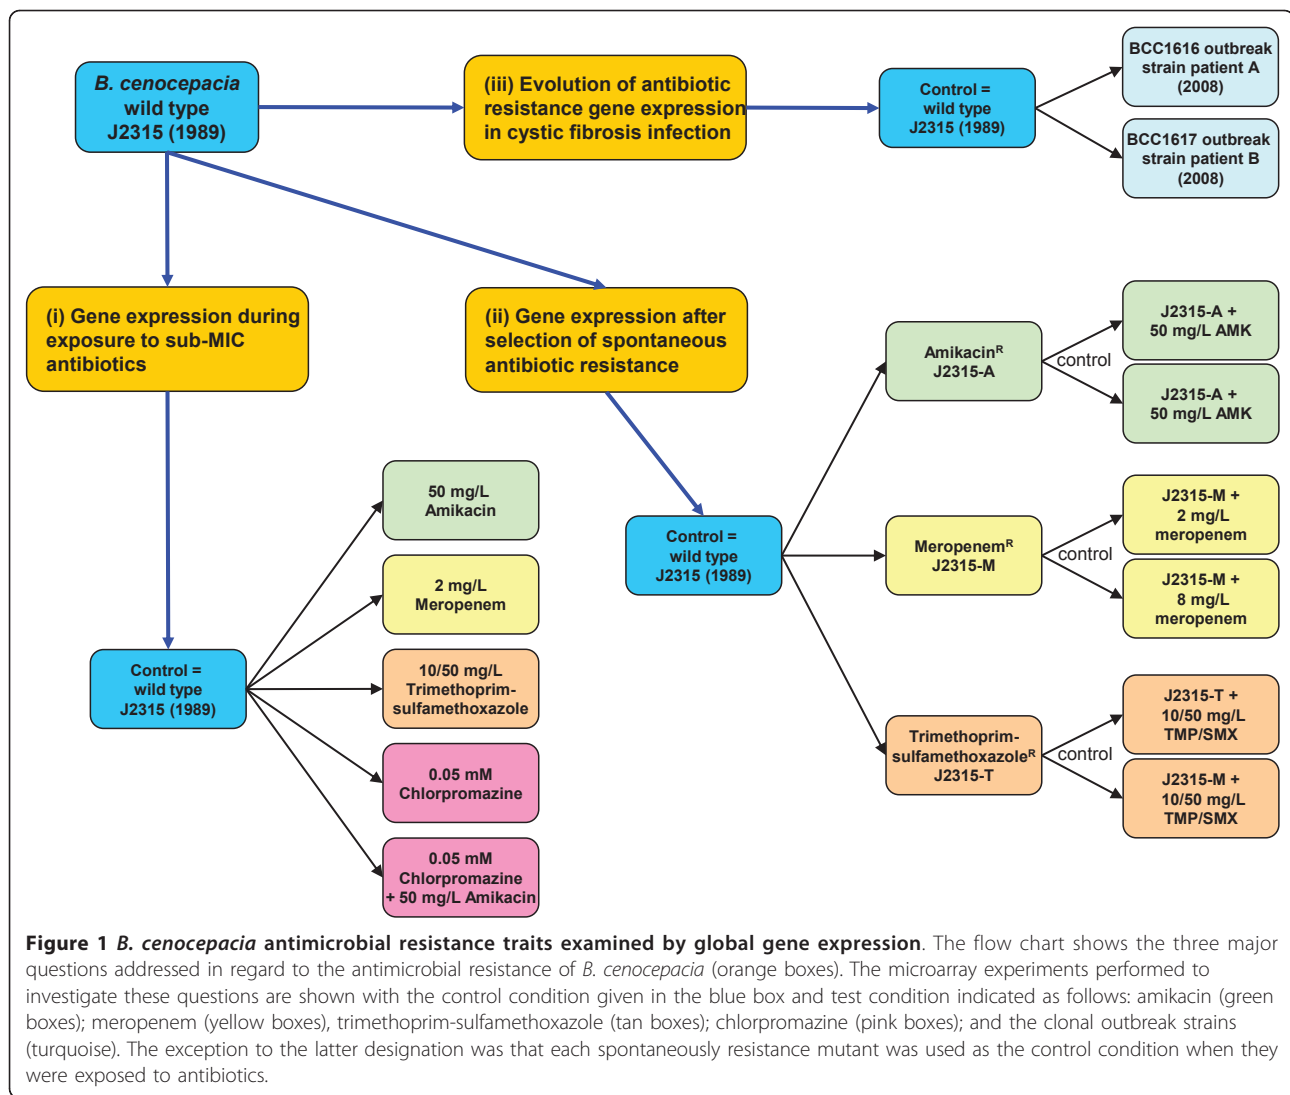 B. cenocepacia
wild type
J2315 (1989)
(iii) Evolution of antibiotic
resistance gene expression
in cystic fibrosis infection
Control =
wild type
J2315 (1989)
BCC1616 outbreak
strain patient A
(2008)
BCC1617 outbreak
strain patient B
(2008)
(i) Gene expression during
exposure to sub-MIC
antibiotics
(ii) Gene expression after
selection of spontaneous
antibiotic resistance
Control =
wild type
J2315 (1989)
50 mg/L
Amikacin
2 mg/L
Meropenem
10/50 mg/L
Trimethoprim-
sulfamethoxazole
0.05 mM
Chlorpromazine
0.05 mM
Chlorpromazine
+ 50 mg/L Amikacin
Control =
wild type
J2315 (1989)
Amikacinᴿ
J2315-A
control
J2315-A +
50 mg/L AMK
J2315-A +
50 mg/L AMK
Meropenemᴿ
J2315-M
control
J2315-M +
2 mg/L
meropenem
J2315-M +
8 mg/L
meropenem
Trimethoprim-
sulfamethoxazoleᴿ
J2315-T
control
J2315-T +
10/50 mg/L
TMP/SMX
J2315-M +
10/50 mg/L
TMP/SMX
Figure 1 B. cenocepacia antimicrobial resistance traits examined by global gene expression. The flow chart shows the three major
questions addressed in regard to the antimicrobial resistance of B. cenocepacia (orange boxes). The microarray experiments performed to
investigate these questions are shown with the control condition given in the blue box and test condition indicated as follows: amikacin (green
boxes); meropenem (yellow boxes), trimethoprim-sulfamethoxazole (tan boxes); chlorpromazine (pink boxes); and the clonal outbreak strains
(turquoise). The exception to the latter designation was that each spontaneously resistance mutant was used as the control condition when they
were exposed to antibiotics.